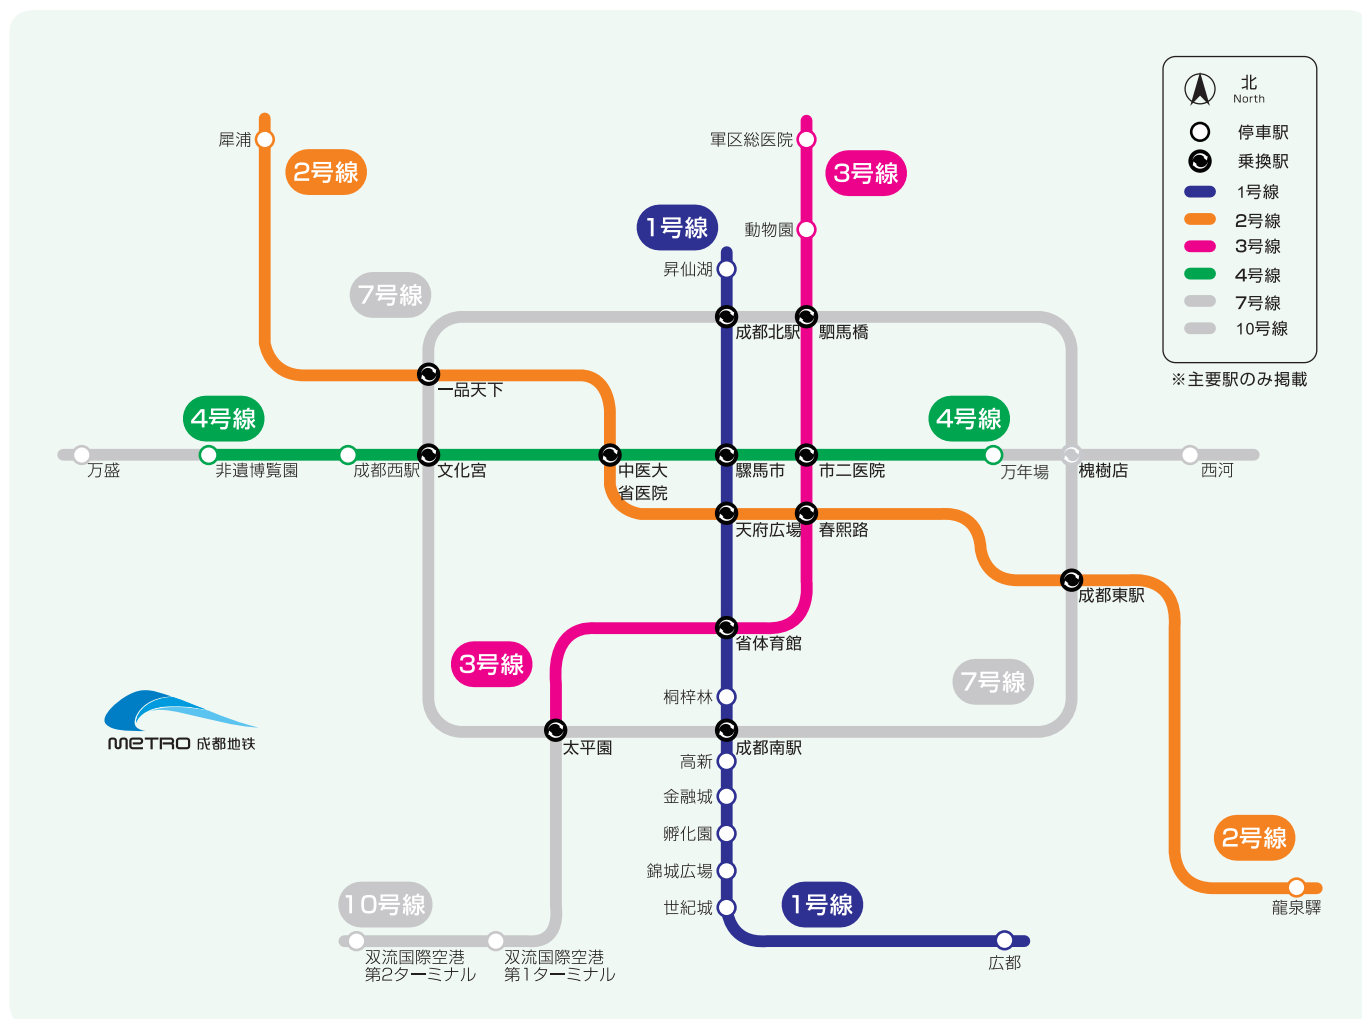 北
North
停車駅
乗換駅
1号線
2号線
3号線
4号線
7号線
10号線
※主要駅のみ掲載
犀浦
2号線
軍区総医院
3号線
動物園
1号線
昇仙湖
7号線
成都北駅
駟馬橋
一品天下
4号線
4号線
万盛
非遺博覧園
成都西駅
文化宮
中医大
省医院
騾馬市
市二医院
万年場
槐樹店
西河
天府広場
春熙路
成都東駅
省体育館
3号線
7号線
桐梓林
太平園
成都南駅
METRO 成都地铁
高新
金融城
孵化園
錦城広場
世紀城
2号線
龍泉驛
10号線
1号線
双流国際空港
第2ターミナル
双流国際空港
第1ターミナル
広都